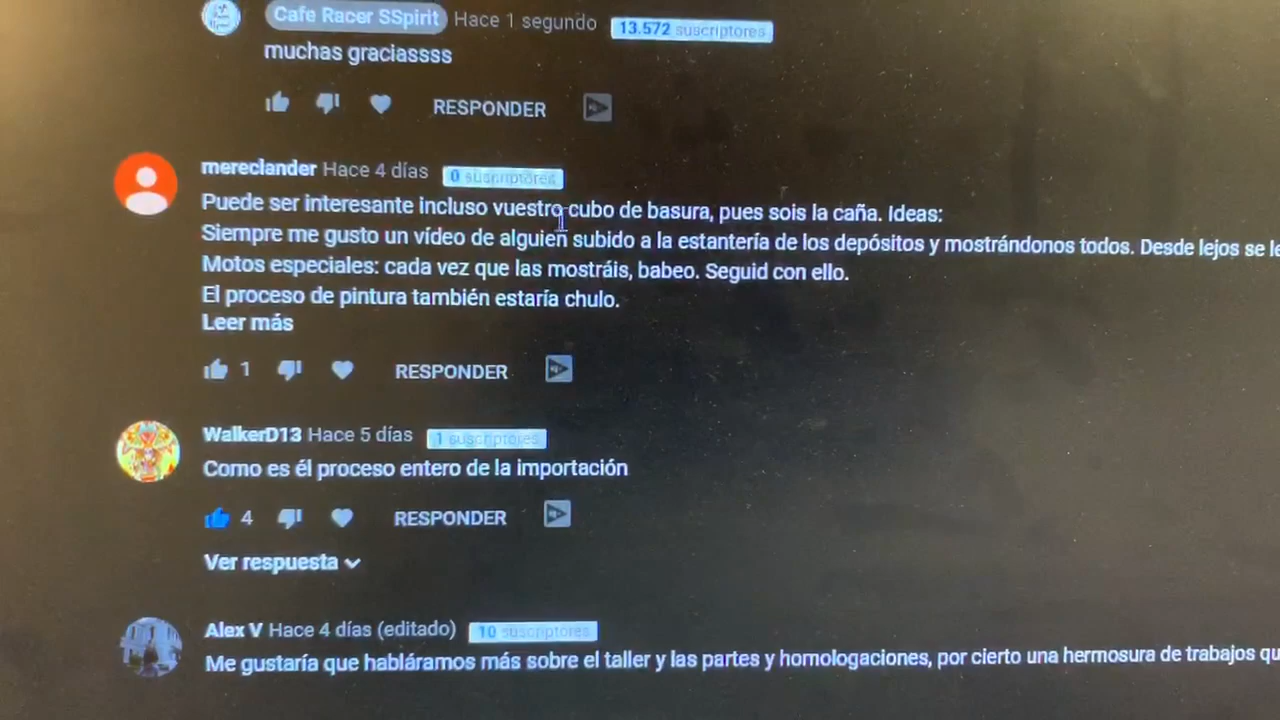 Cafe Racer SSpirit Hace 1 segundo 13.572 suscriptores
muchas graciassss
RESPONDER
mereclander Hace 4 días 0 suscriptores
Puede ser interesante incluso vuestro cubo de basura, pues sois la caña. Ideas:
Siempre me gusto un vídeo de alguien subido a la estantería de los depósitos y mostrándonos todos. Desde lejos se le
Motos especiales: cada vez que las mostráis, babeo. Seguid con ello.
El proceso de pintura también estaría chulo.
Leer más
1 RESPONDER
WalkerD13 Hace 5 días 1 suscriptores
Como es él proceso entero de la importación
4 RESPONDER
Ver respuesta
Alex V Hace 4 días (editado) 10 suscriptores
Me gustaría que habláramos más sobre el taller y las partes y homologaciones, por cierto una hermosura de trabajos qu